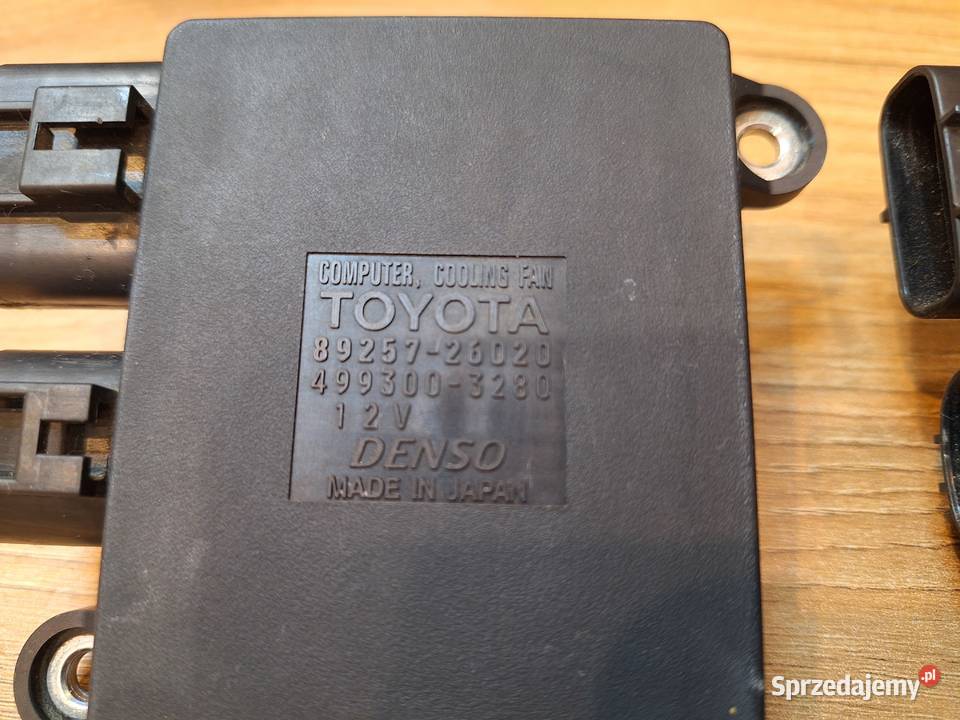 COMPUTER, COOLING FAN
TOYOTA
89257-26020
499300-3280
12V
DENSO
MADE IN JAPAN
Sprzedajemy.pl